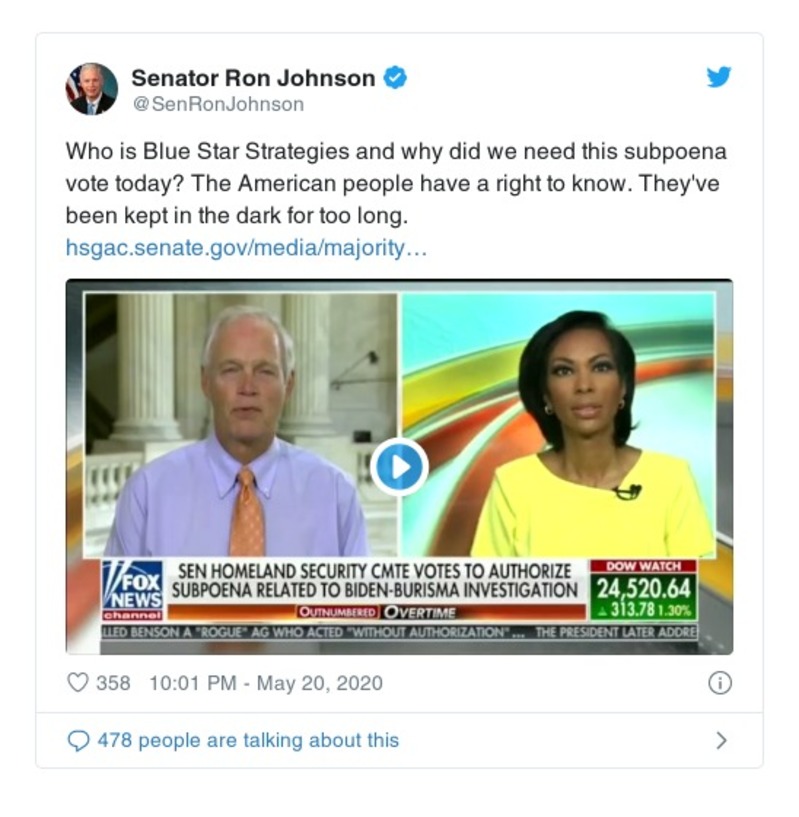 Senator Ron Johnson
@SenRonJohnson
Who is Blue Star Strategies and why did we need this subpoena
vote today? The American people have a right to know. They've
been kept in the dark for too long.
hsgac.senate.gov/media/majority…
SEN HOMELAND SECURITY CMTE VOTES TO AUTHORIZE
SUBPOENA RELATED TO BIDEN-BURISMA INVESTIGATION
FOX
NEWS
channel
OUTNUMBERED OVERTIME
DOW WATCH
24,520.64
▲ 313.78 1.30%
LLED BENSON A "ROGUE" AG WHO ACTED "WITHOUT AUTHORIZATION" ... THE PRESIDENT LATER ADDRE
358 10:01 PM - May 20, 2020
478 people are talking about this